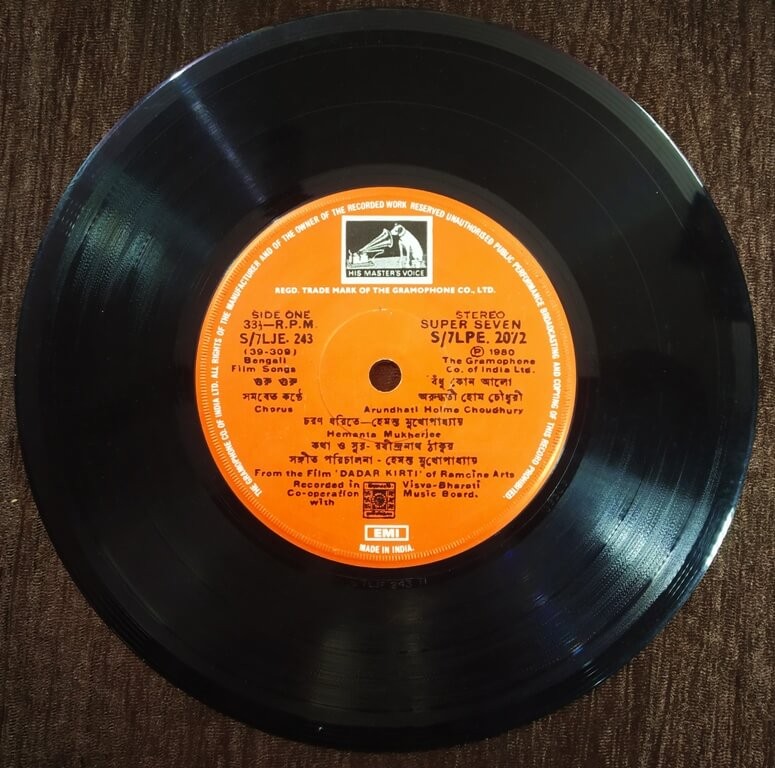 THE GRAMOPHONE CO. OF INDIA LTD. ALL RIGHTS OF THE MANUFACTURER AND OF THE OWNER OF THE RECORDED WORK RESERVED UNAUTHORISED PUBLIC PERFORMANCE BROADCASTING AND COPYING OF THIS RECORD PROHIBITED.
HIS MASTER'S VOICE
REGD. TRADE MARK OF THE GRAMOPHONE CO., LTD.
SIDE ONE STEREO
33⅓—R.P.M. SUPER SEVEN
S/7LJE. 243 S/7LPE. 2072
(39-309) Ⓟ 1980
Bengali The Gramophone
Film Songs Co. of India Ltd.
গুরু গুরু বঁধু কোন আলো
সমবেত কণ্ঠে অরুন্ধতী হোম চৌধুরী
Chorus Arundhati Holme Choudhury
চরণ ধরিতে—হেমন্ত মুখোপাধ্যায়
Hemanta Mukherjee
কথা ও সুর- রবীন্দ্রনাথ ঠাকুর
সঙ্গীত পরিচালনা - হেমন্ত মুখোপাধ্যায়
From the Film 'DADAR KIRTI' of Ramcine Arts
Recorded in Visva-Bharati
Co-operation Music Board.
with
EMI
MADE IN INDIA.